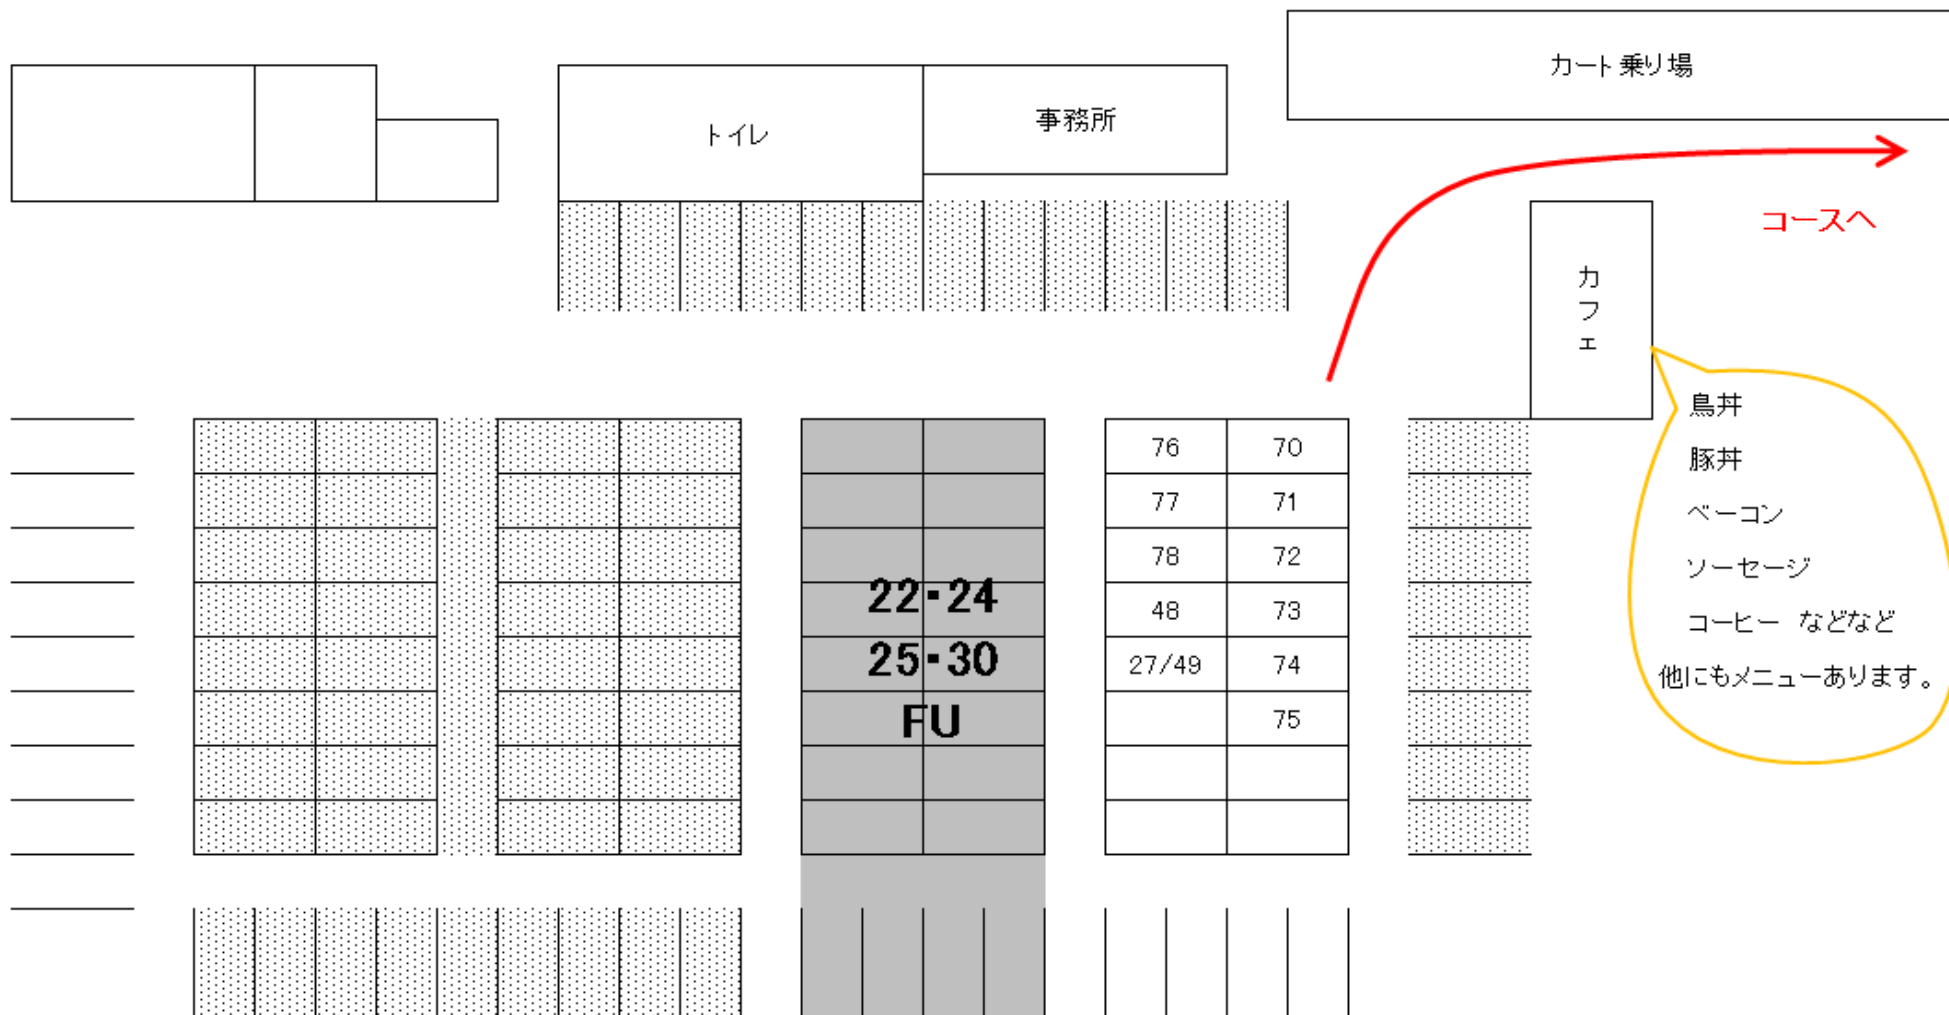 カート乗り場
トイレ
事務所
コースへ
カフェ
鳥丼
豚丼
ベーコン
ソーセージ
コーヒー などなど
他にもメニューあります。
22・24
25・30
FU
76 70
77 71
78 72
48 73
27/49 74
75